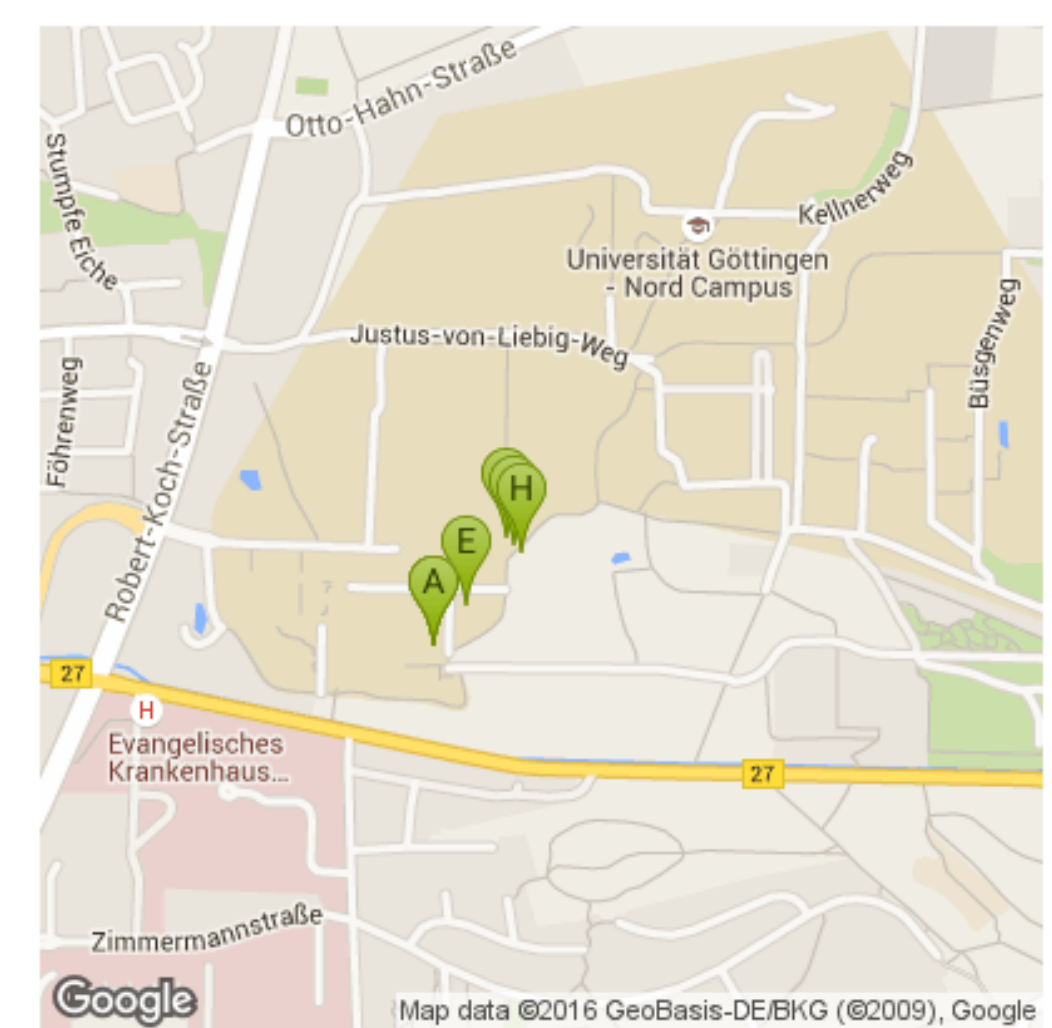 Otto-Hahn-Straße
Stumpfe Eiche
Kellnerweg
Universität Göttingen
- Nord Campus
Büsgenweg
Justus-von-Liebig-Weg
Föhrenweg
Robert-Koch-Straße
H
E
A
27
H
Evangelisches
Krankenhaus...
27
Zimmermannstraße
Google
Map data ©2016 GeoBasis-DE/BKG (©2009), Google